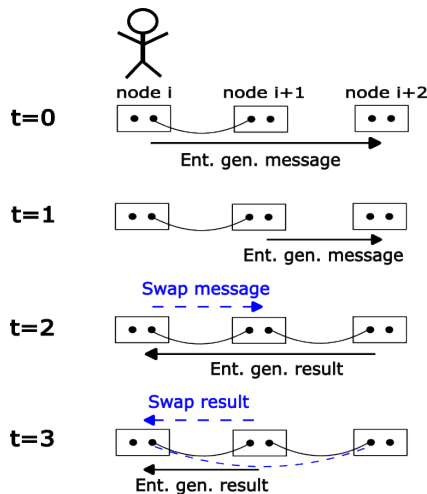 node i node i+1 node i+2
t=0
Ent. gen. message
t=1
Ent. gen. message
Swap message
t=2
Ent. gen. result
Swap result
t=3
Ent. gen. result